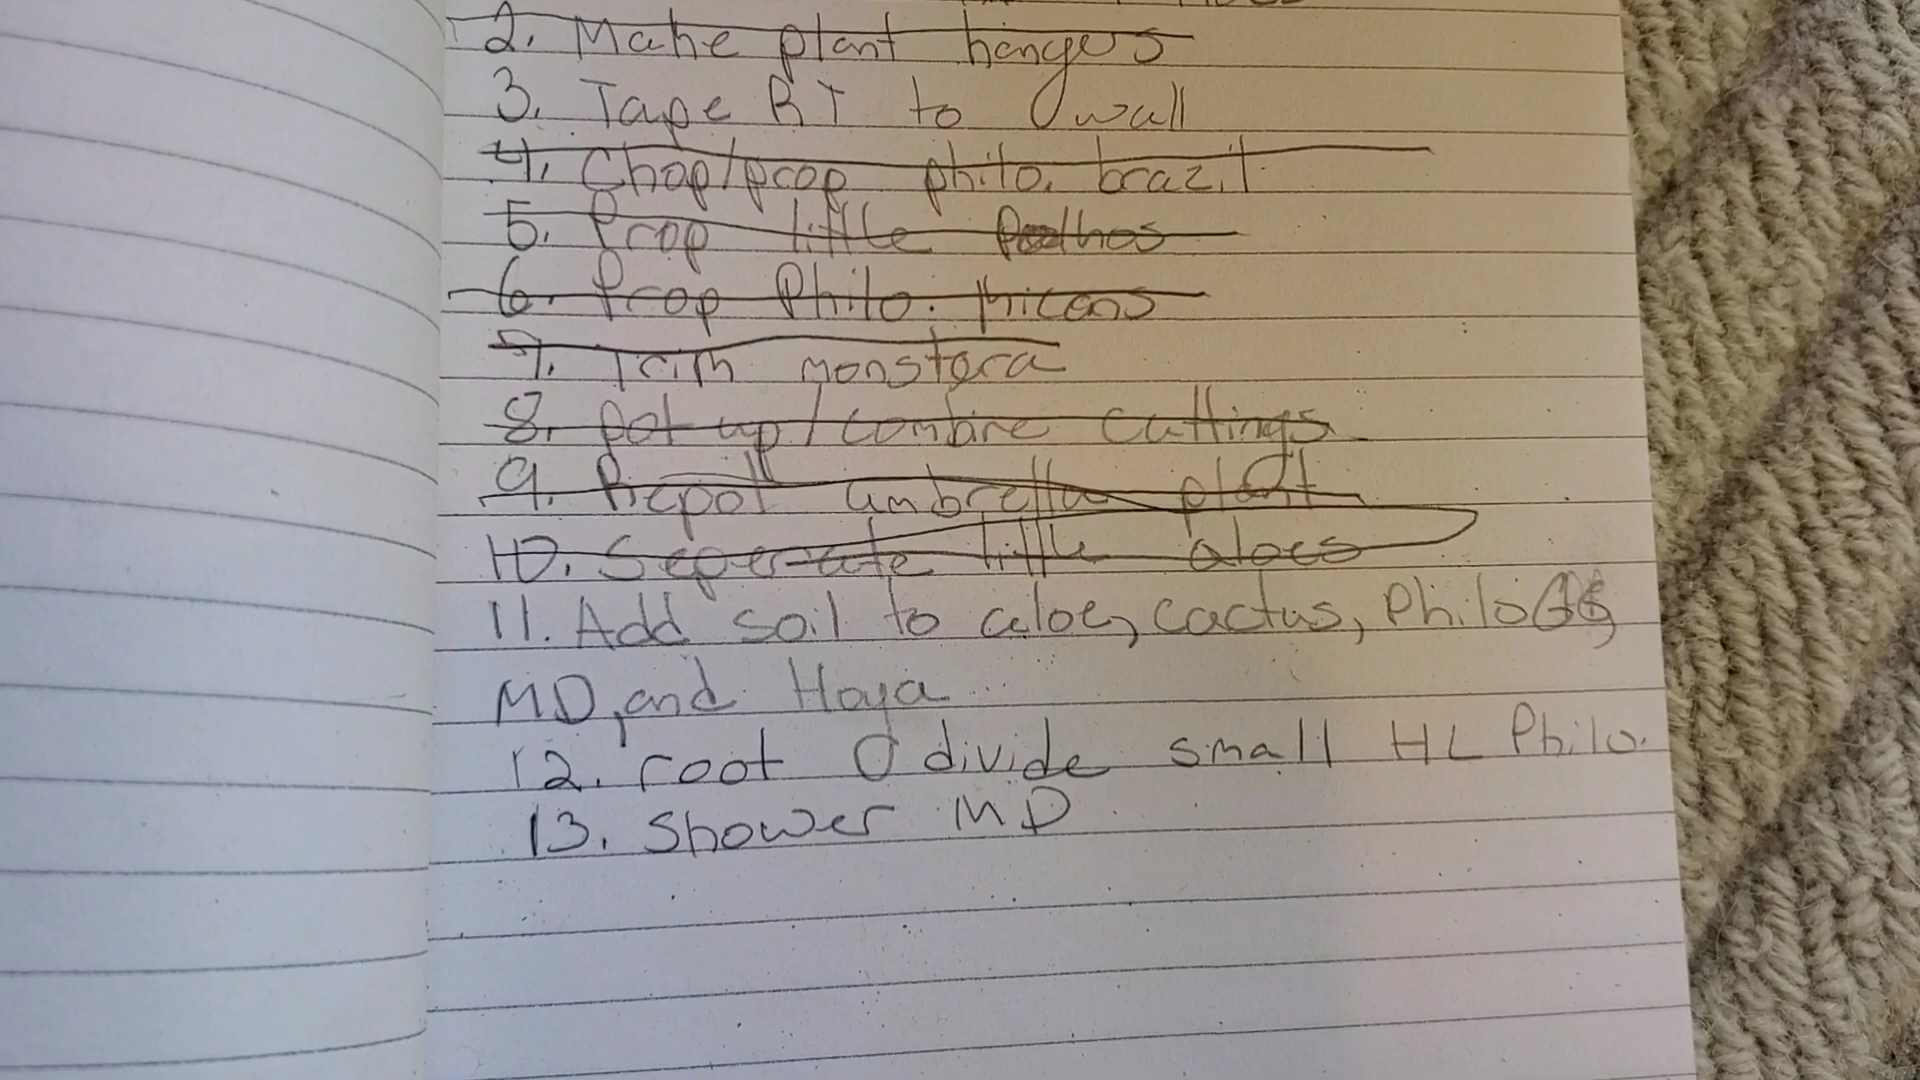 2. Make plant hangers
3. Tape RT to wall
4. Chop/prop philo. brazil
5. Prop little Pothos
6. Prop Philo. micans
7. Trim monstera
8. pot up / combine cuttings
9. Repot umbrella plant
10. Seperate little aloes
11. Add soil to aloe, cactus, Philo
MD, and Hoya
12. root divide small HL Philo.
13. Shower MD